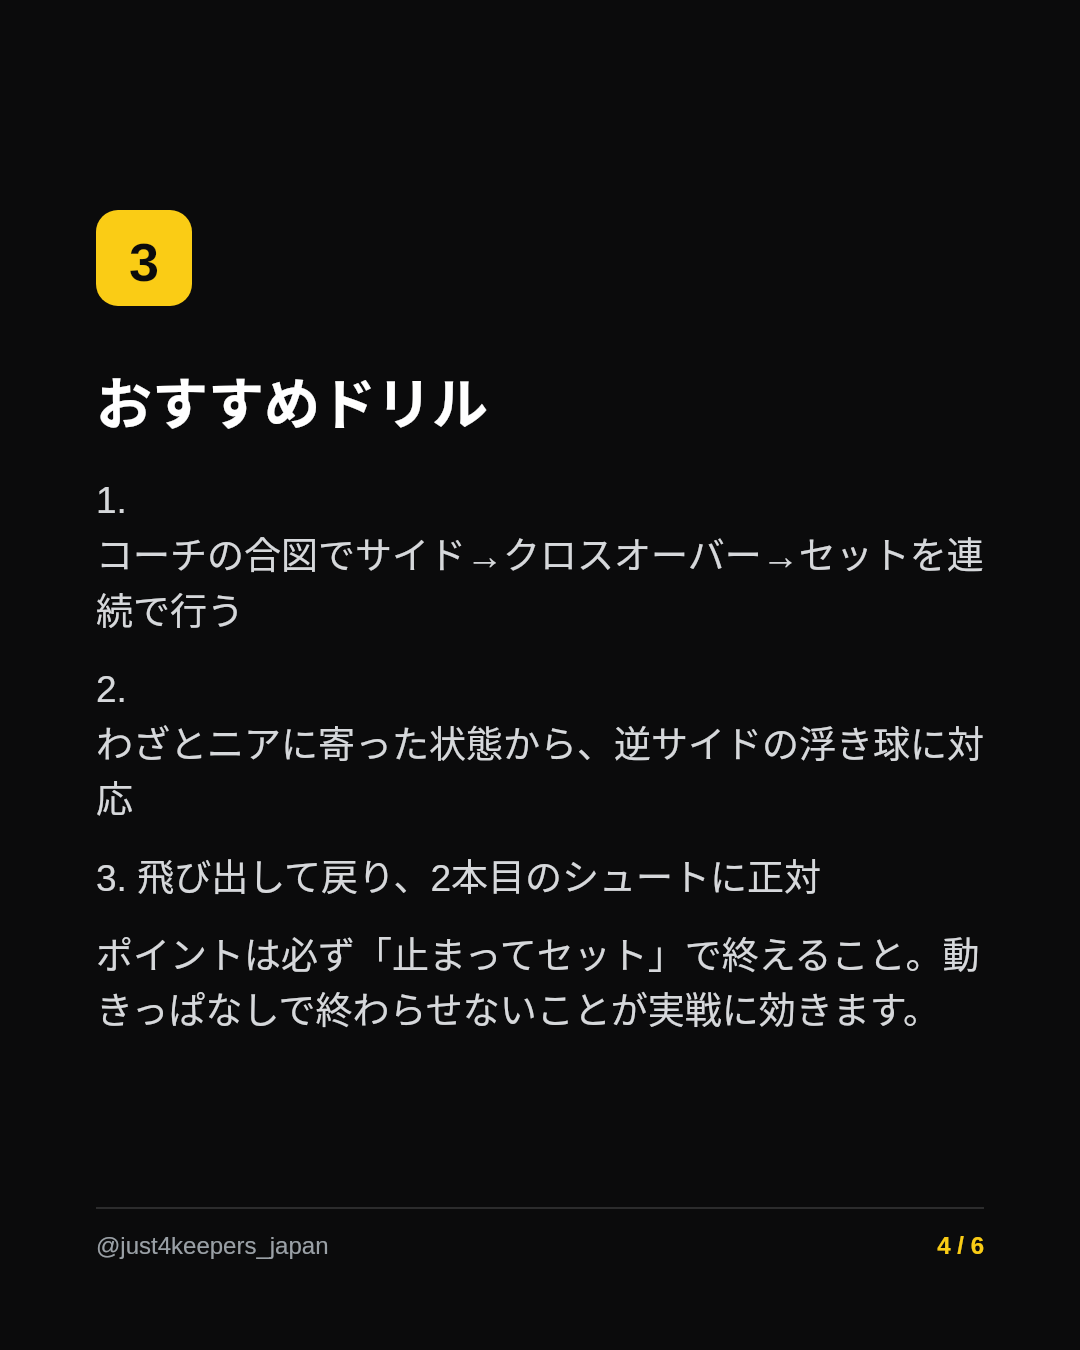 3
おすすめドリル
1.
コーチの合図でサイド→クロスオーバー→セットを連
続で行う
2.
わざとニアに寄った状態から、逆サイドの浮き球に対
応
3. 飛び出して戻り、2本目のシュートに正対
ポイントは必ず「止まってセット」で終えること。動
きっぱなしで終わらせないことが実戦に効きます。
@just4keepers_japan
4 / 6